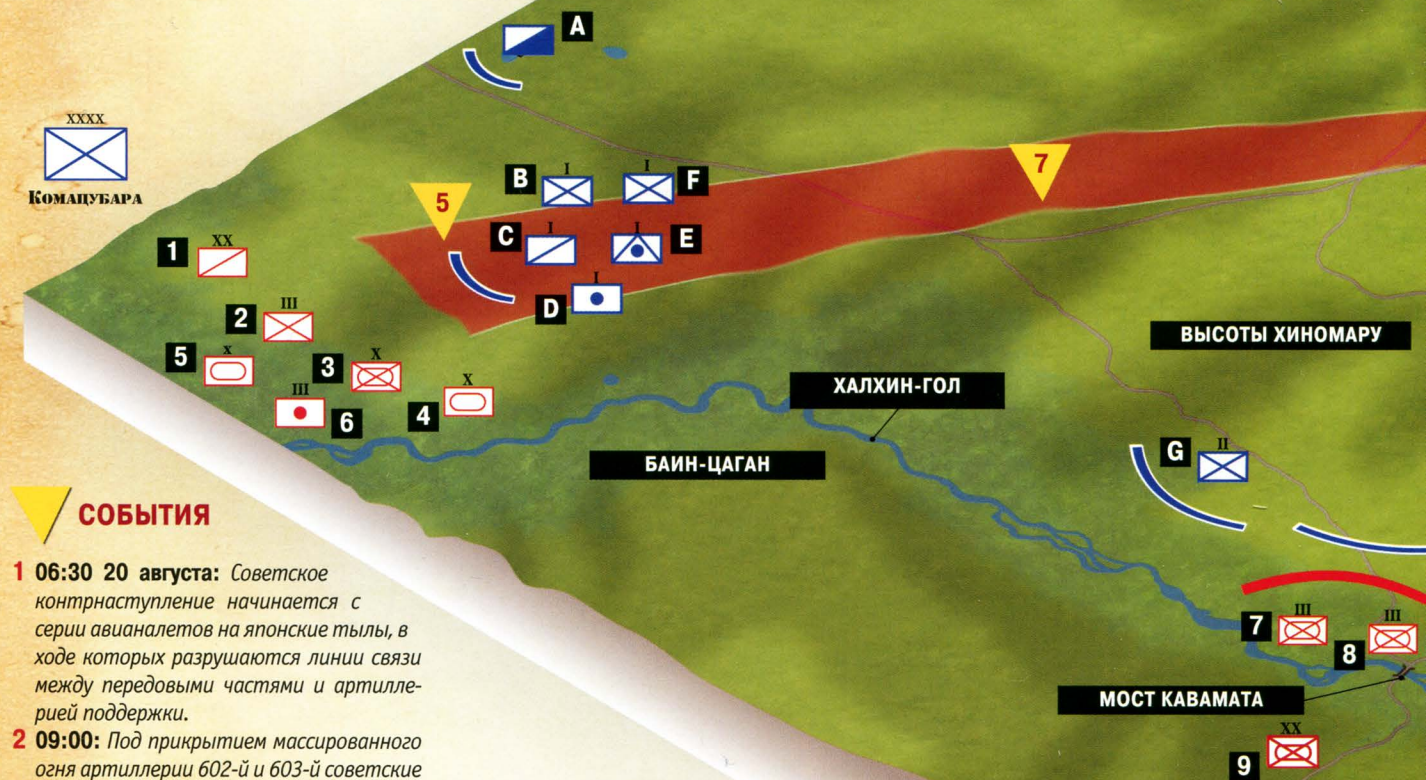 A
XXXX
КОМАЦУБАРА
B
I
I
F
5
7
C
I
I
E
D
I
1
XX
2
III
5
X
3
X
4
X
III
6
ВЫСОТЫ ХИНОМАРУ
ХАЛХИН-ГОЛ
БАИН-ЦАГАН
G
II
7
III
III
8
МОСТ КАВАМАТА
9
XX
СОБЫТИЯ
1 06:30 20 августа: Советское
контрнаступление начинается с
серии авианалетов на японские тылы, в
ходе которых разрушаются линии связи
между передовыми частями и артилле-
рией поддержки.
2 09:00: Под прикрытием массированного
огня артиллерии 602-й и 603-й советские